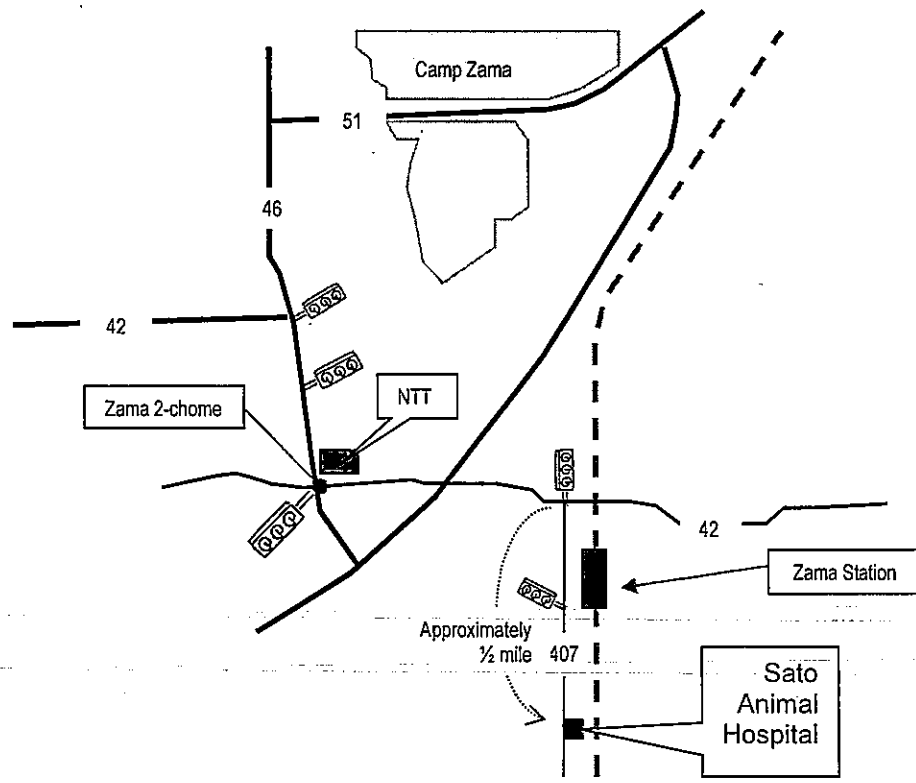 Camp Zama
51
46
42
NTT
Zama 2-chome
42
Zama Station
Approximately
½ mile
407
Sato
Animal
Hospital